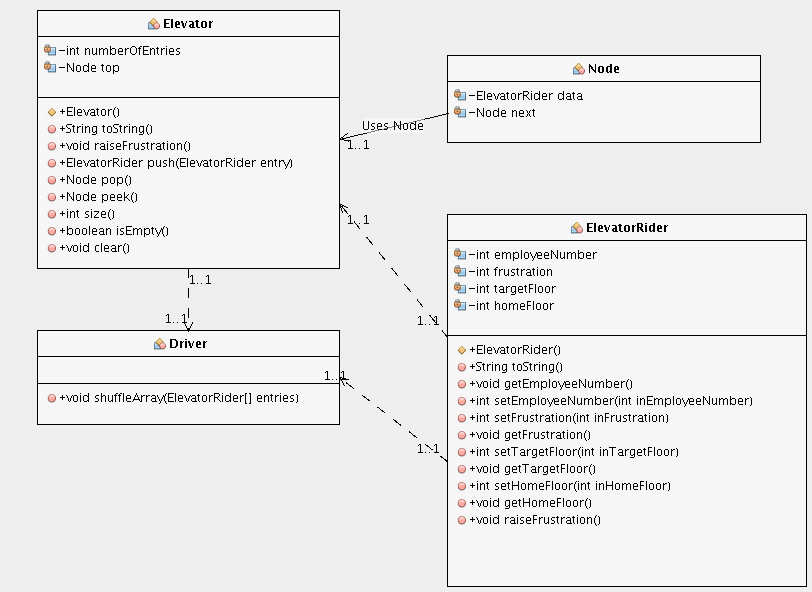 Elevator
-int numberOfEntries
-Node top
+Elevator()
+String toString()
+void raiseFrustration()
+ElevatorRider push(ElevatorRider entry)
+Node pop()
+Node peek()
+int size()
+boolean isEmpty()
+void clear()
Node
-ElevatorRider data
-Node next
Uses Node
1..1
1..1
1..1
ElevatorRider
-int employeeNumber
-int frustration
-int targetFloor
-int homeFloor
+ElevatorRider()
+String toString()
+void getEmployeeNumber()
+int setEmployeeNumber(int inEmployeeNumber)
+int setFrustration(int inFrustration)
+void getFrustration()
+int setTargetFloor(int inTargetFloor)
+void getTargetFloor()
+int setHomeFloor(int inHomeFloor)
+void getHomeFloor()
+void raiseFrustration()
1..1
1..1
Driver
+void shuffleArray(ElevatorRider[] entries)
1..1
1..1